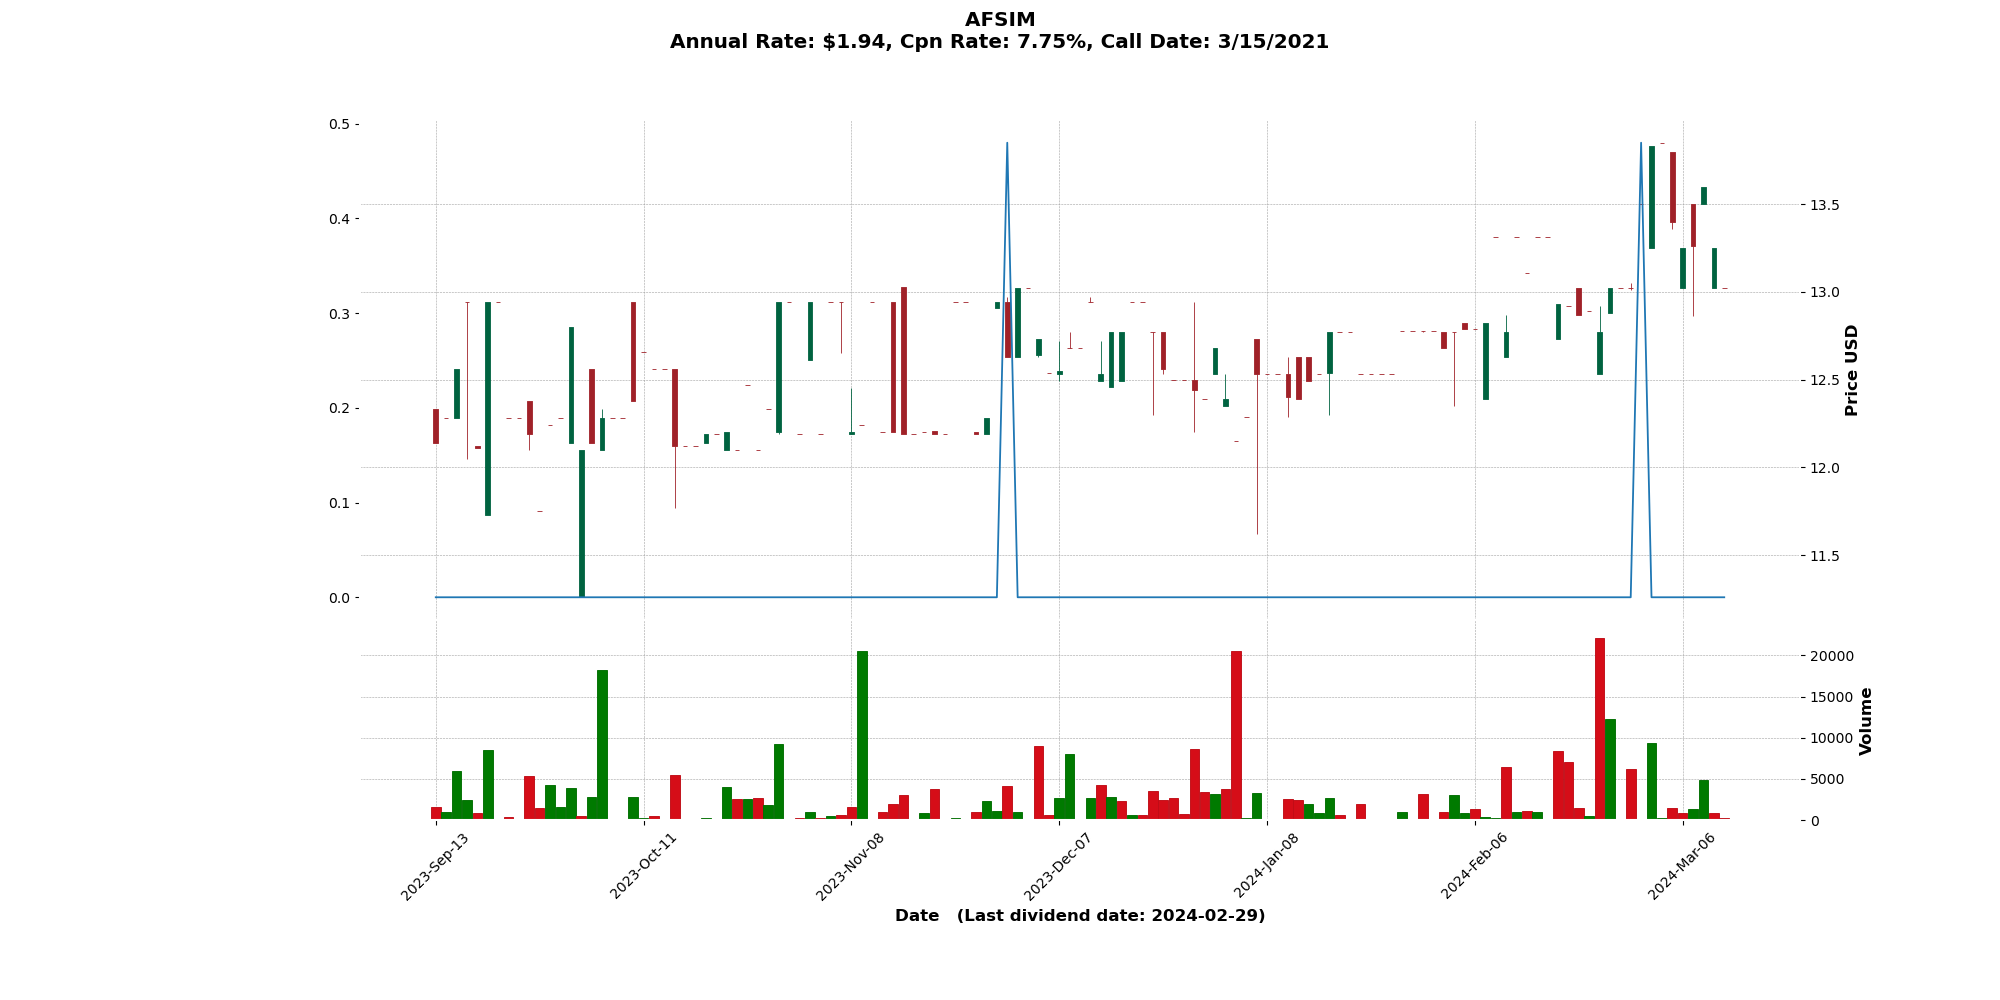 AFSIM
Annual Rate: $1.94, Cpn Rate: 7.75%, Call Date: 3/15/2021
0.5
0.4
0.3
0.2
0.1
0.0
13.5
13.0
12.5
12.0
11.5
Price USD
20000
15000
10000
5000
0
Volume
2023-Sep-13
2023-Oct-11
2023-Nov-08
2023-Dec-07
2024-Jan-08
2024-Feb-06
2024-Mar-06
Date   (Last dividend date: 2024-02-29)